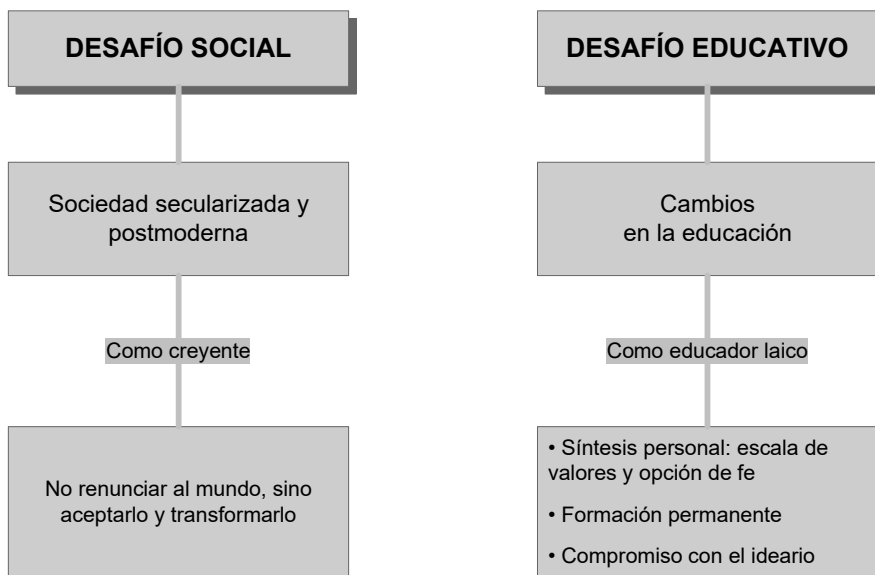 DESAFÍO SOCIAL
Sociedad secularizada y
postmoderna
Como creyente
No renunciar al mundo, sino
aceptarlo y transformarlo
DESAFÍO EDUCATIVO
Cambios
en la educación
Como educador laico
• Síntesis personal: escala de
valores y opción de fe
• Formación permanente
• Compromiso con el ideario